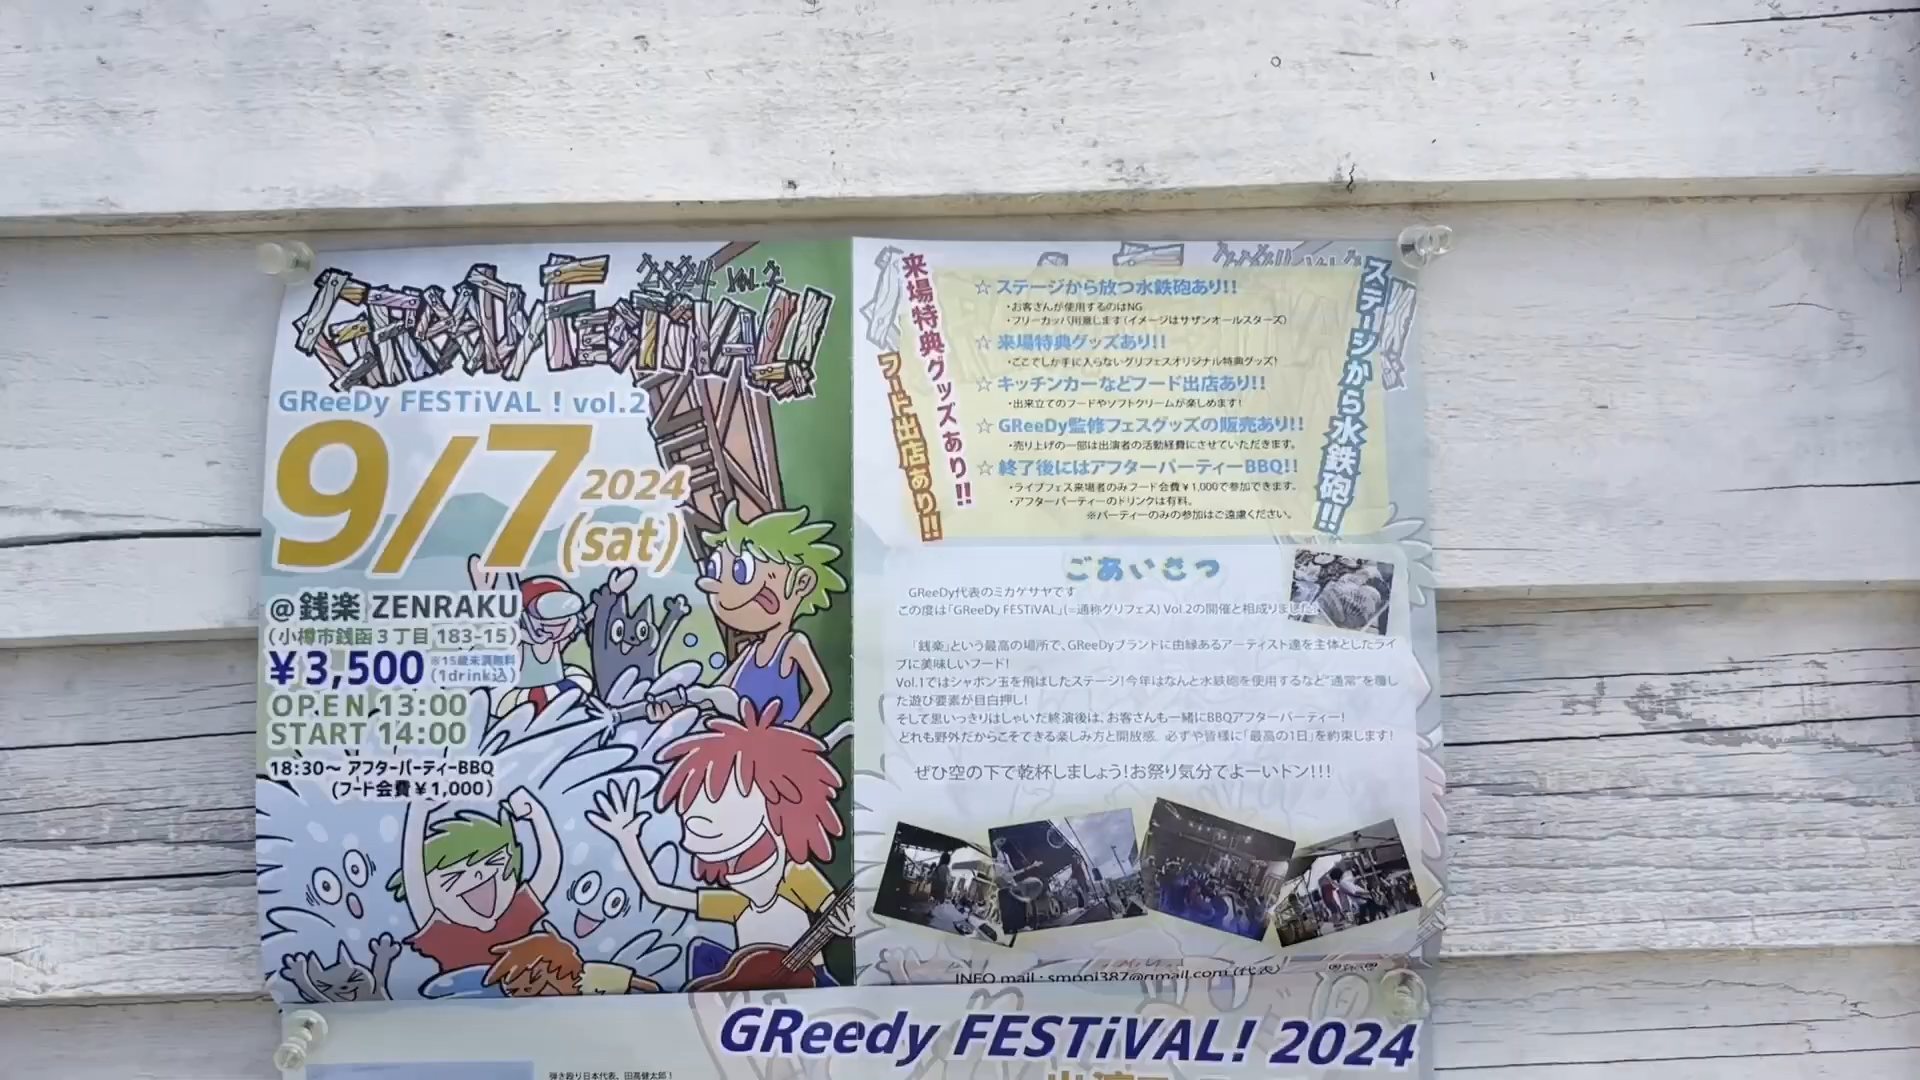 GReeDy FESTiVAL!! vol.2
GReeDy FESTiVAL ! vol.2
9/7 2024 (sat)
@ 銭楽 ZENRAKU
(小樽市銭函3丁目 183-15)
¥3,500 ※15歳未満無料
(1drink込)
OPEN 13:00
START 14:00
18:30〜 アフターパーティーBBQ
(フード会費¥1,000)
来場特典グッズあり!!
フード出店あり!!
☆ ステージから放つ水鉄砲あり!!
・お客さんが使用するのはNG
・フリーカッパ用意します(イメージはサザンオールスターズ)
☆ 来場特典グッズあり!!
・ここでしか手に入らないグリフェスオリジナル特典グッズ!
☆ キッチンカーなどフード出店あり!!
・出来立てのフードやソフトクリームが楽しめます!
☆ GReeDy監修フェスグッズの販売あり!!
・売り上げの一部は出演者の活動経費にさせていただきます。
☆ 終了後にはアフターパーティーBBQ!!
・ライブフェス来場者のみフード会費¥1,000で参加できます。
・アフターパーティーのドリンクは有料。
※パーティーのみの参加はご遠慮ください。
ステージから水鉄砲!!
ごあいさつ
GReeDy代表のミカゲサヤです
この度は「GReeDy FESTiVAL」(=通称グリフェス) Vol.2の開催と相成りました!
「銭楽」という最高の場所で、GReeDyブランドに由縁あるアーティスト達を主体としたライ
ブに美味しいフード!
Vol.1ではシャボン玉を飛ばしたステージ!今年はなんと水鉄砲を使用するなど"通常"を覆し
た遊び要素が目白押し!
そして思いっきりはしゃいだ終演後は、お客さんも一緒にBBQアフターパーティー!
どれも野外だからこそできる楽しみ方と開放感。必ずや皆様に「最高の1日」を約束します!
ぜひ空の下で乾杯しましょう!お祭り気分でよーいドン!!!
INFO mail : smppj387@gmail.com (代表)
GReedy FESTiVAL! 2024
弾き殴り日本代表、田高健太郎!